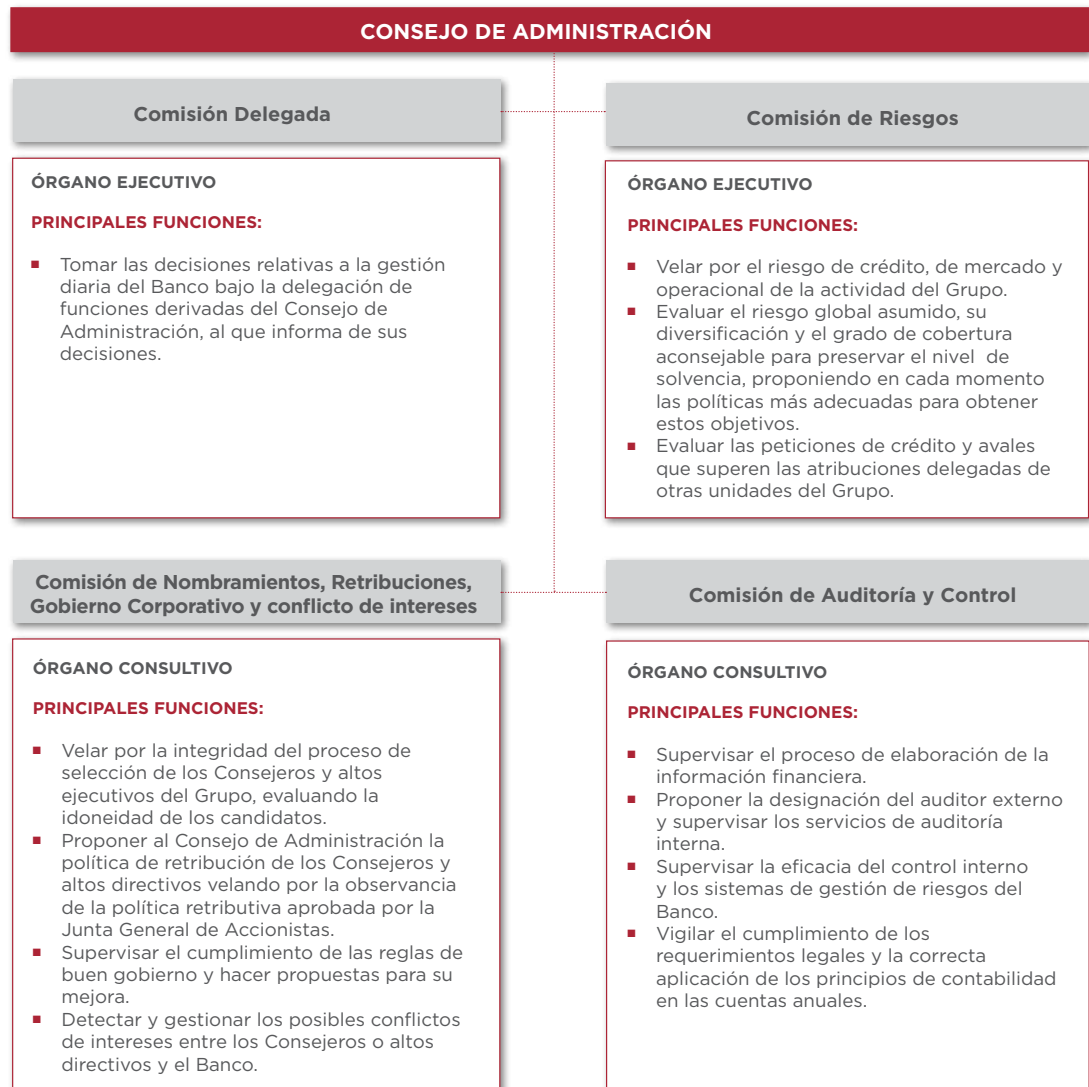 CONSEJO DE ADMINISTRACIÓN
Comisión Delegada
ÓRGANO EJECUTIVO
PRINCIPALES FUNCIONES:
▪ Tomar las decisiones relativas a la gestión
diaria del Banco bajo la delegación de
funciones derivadas del Consejo de
Administración, al que informa de sus
decisiones.
Comisión de Riesgos
ÓRGANO EJECUTIVO
PRINCIPALES FUNCIONES:
▪ Velar por el riesgo de crédito, de mercado y
operacional de la actividad del Grupo.
▪ Evaluar el riesgo global asumido, su
diversificación y el grado de cobertura
aconsejable para preservar el nivel de
solvencia, proponiendo en cada momento
las políticas más adecuadas para obtener
estos objetivos.
▪ Evaluar las peticiones de crédito y avales
que superen las atribuciones delegadas de
otras unidades del Grupo.
Comisión de Nombramientos, Retribuciones,
Gobierno Corporativo y conflicto de intereses
ÓRGANO CONSULTIVO
PRINCIPALES FUNCIONES:
▪ Velar por la integridad del proceso de
selección de los Consejeros y altos
ejecutivos del Grupo, evaluando la
idoneidad de los candidatos.
▪ Proponer al Consejo de Administración la
política de retribución de los Consejeros y
altos directivos velando por la observancia
de la política retributiva aprobada por la
Junta General de Accionistas.
▪ Supervisar el cumplimiento de las reglas de
buen gobierno y hacer propuestas para su
mejora.
▪ Detectar y gestionar los posibles conflictos
de intereses entre los Consejeros o altos
directivos y el Banco.
Comisión de Auditoría y Control
ÓRGANO CONSULTIVO
PRINCIPALES FUNCIONES:
▪ Supervisar el proceso de elaboración de la
información financiera.
▪ Proponer la designación del auditor externo
y supervisar los servicios de auditoría
interna.
▪ Supervisar la eficacia del control interno
y los sistemas de gestión de riesgos del
Banco.
▪ Vigilar el cumplimiento de los
requerimientos legales y la correcta
aplicación de los principios de contabilidad
en las cuentas anuales.